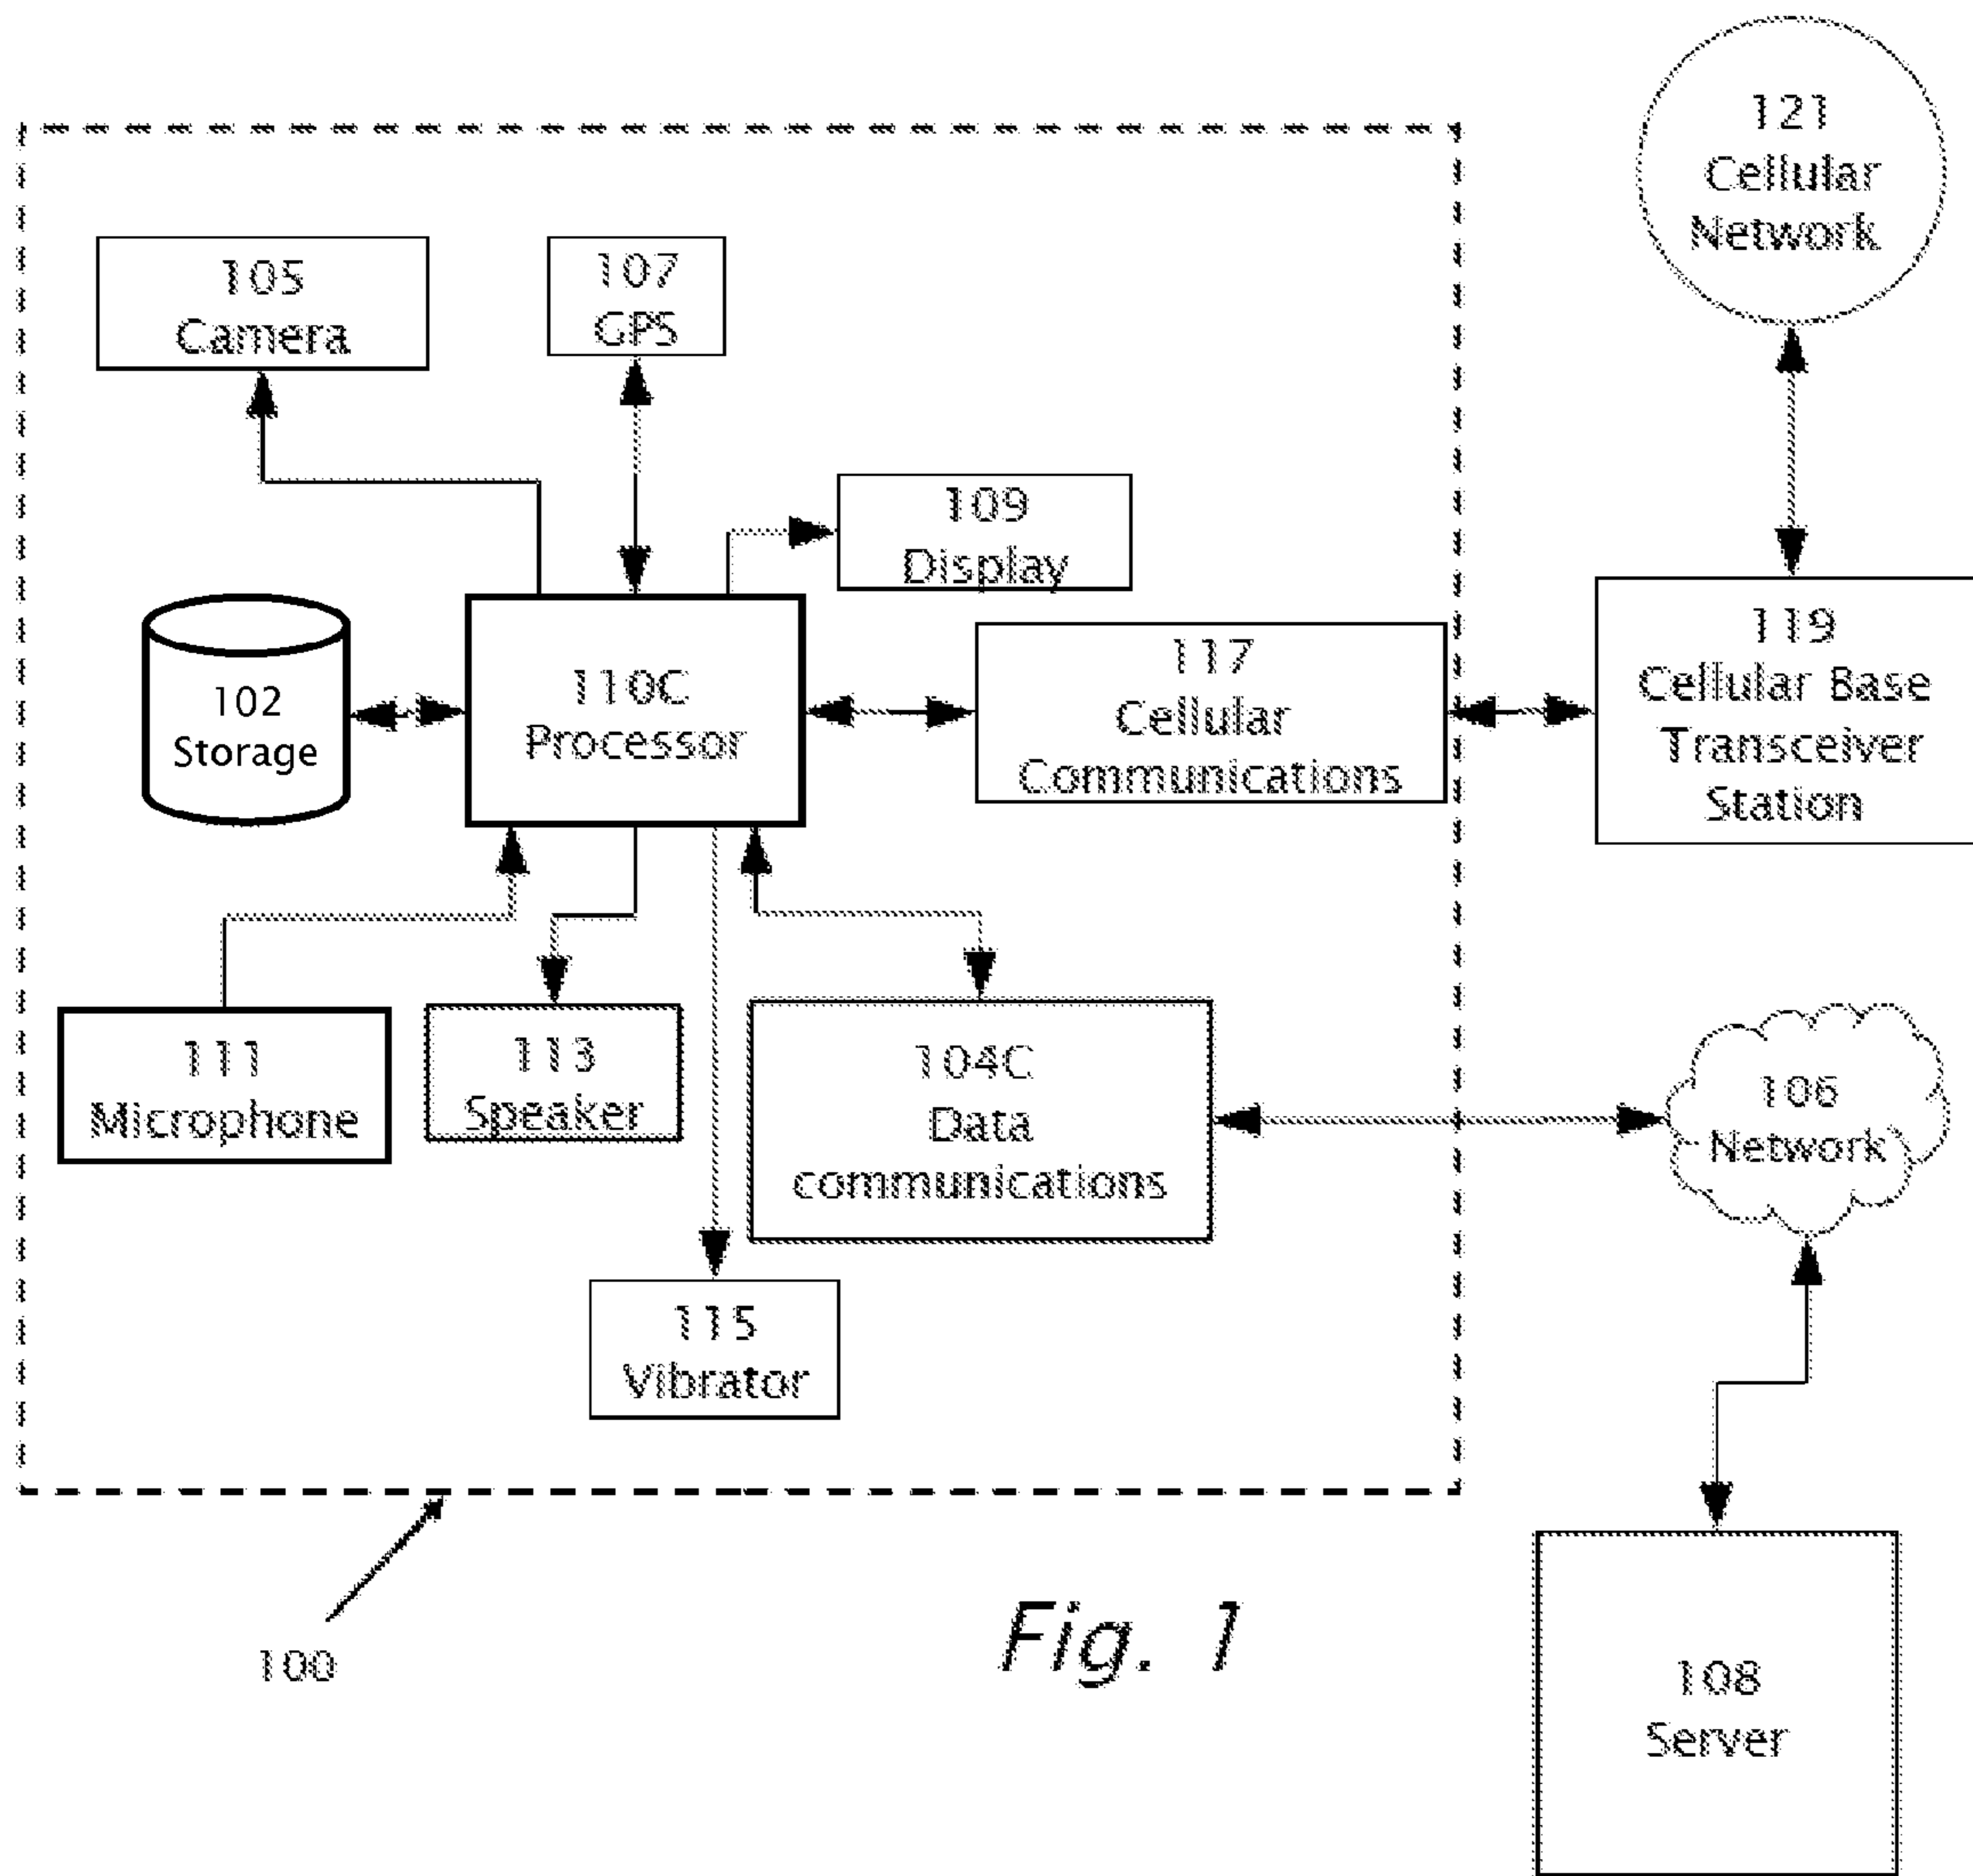 121
Cellular
Network
105
Camera
107
GPS
109
Display
102
Storage
110C
Processor
117
Cellular
Communications
119
Cellular Base
Transceiver
Station
111
Microphone
113
Speaker
104C
Data
communications
106
Network
115
Vibrator
100
Fig. 1
108
Server